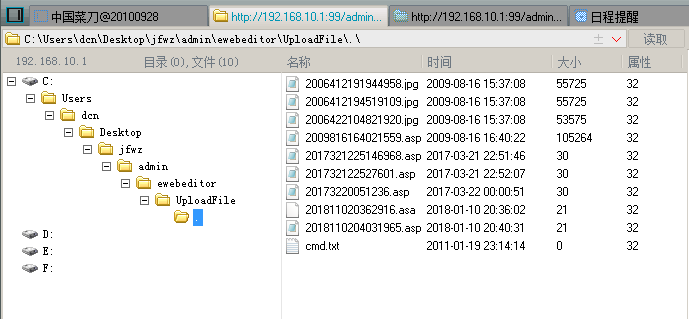 中国菜刀@20100928 http://192.168.10.1:99/admin... http://192.168.10.1:99/admin... 日程提醒
C:\Users\dcn\Desktop\jfwz\admin\ewebeditor\UploadFile\.\ 读取
192.168.10.1 目录(0),文件(10) 名称 时间 大小 属性
C:
Users
dcn
Desktop
jfwz
admin
ewebeditor
UploadFile
.
D:
E:
F:
2006412191944958.jpg 2009-08-16 15:37:08 55725 32
2006412194519109.jpg 2009-08-16 15:37:08 55725 32
2006422104821920.jpg 2009-08-16 15:37:08 53575 32
2009816164021559.asp 2009-08-16 16:40:22 105264 32
2017321225146968.asp 2017-03-21 22:51:46 30 32
201732122527601.asp 2017-03-21 22:52:07 30 32
20173220051236.asp 2017-03-22 00:00:51 30 32
201811020362916.asa 2018-01-10 20:36:02 21 32
2018110204031965.asp 2018-01-10 20:40:31 21 32
cmd.txt 2011-01-19 23:14:14 0 32